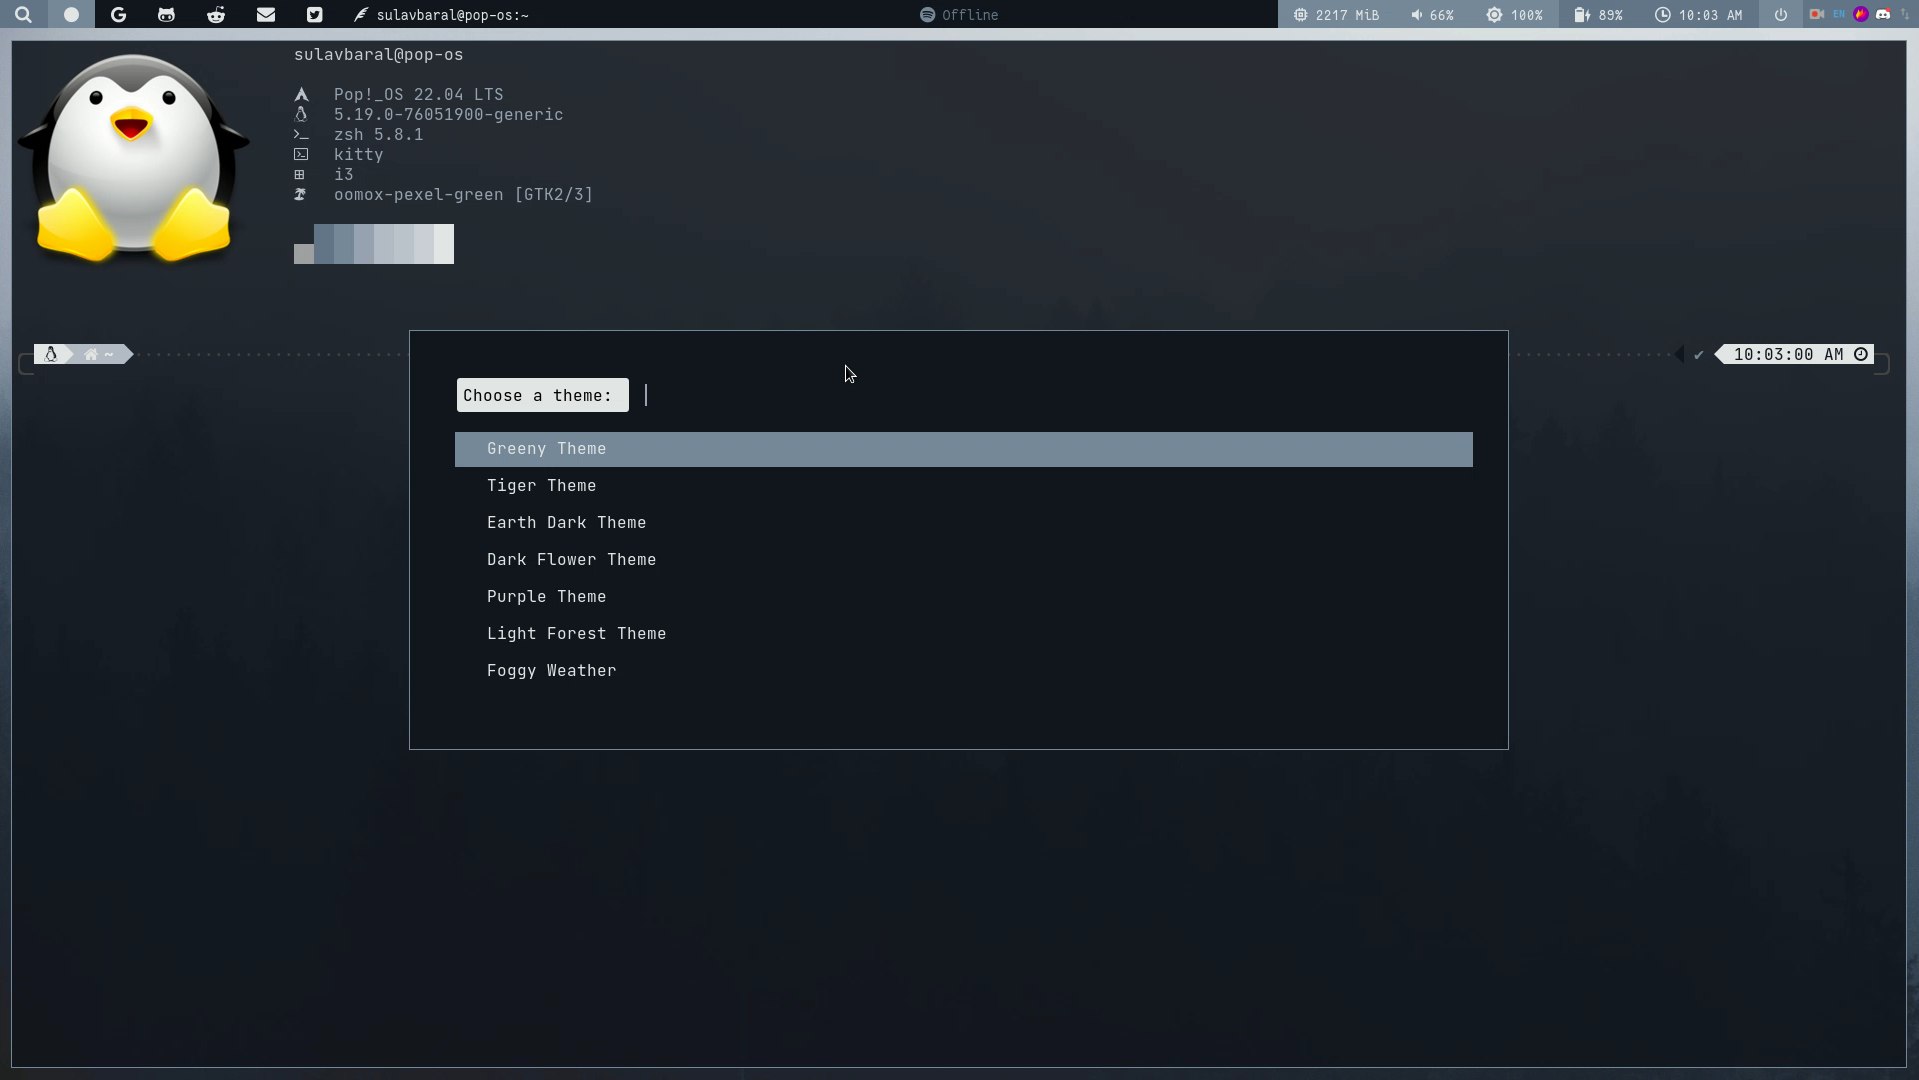 sulavbaral@pop-os:~
Offline
2217 MiB
66%
100%
89%
10:03 AM
EN
sulavbaral@pop-os
Pop!_OS 22.04 LTS
5.19.0-76051900-generic
zsh 5.8.1
kitty
i3
oomox-pexel-green [GTK2/3]
~
10:03:00 AM
Choose a theme:
Greeny Theme
Tiger Theme
Earth Dark Theme
Dark Flower Theme
Purple Theme
Light Forest Theme
Foggy Weather